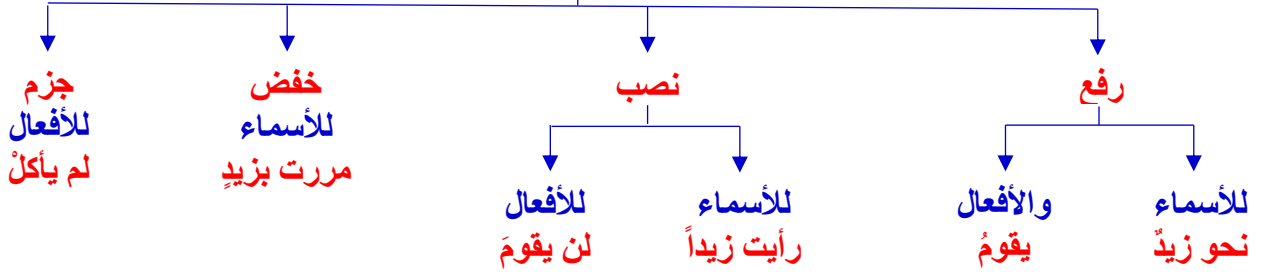 رفع
نصب
خفض
جزم
للأسماء
مررت بزيدٍ
للأفعال
لم يأكلْ
للأسماء
نحو زيدٌ
والأفعال
يقومُ
للأسماء
رأيت زيداً
للأفعال
لن يقومَ